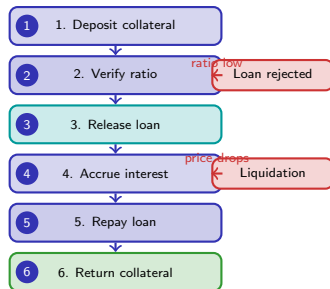 1 1. Deposit collateral
ratio low
2 2. Verify ratio Loan rejected
3 3. Release loan
price drops
4 4. Accrue interest Liquidation
5 5. Repay loan
6 6. Return collateral